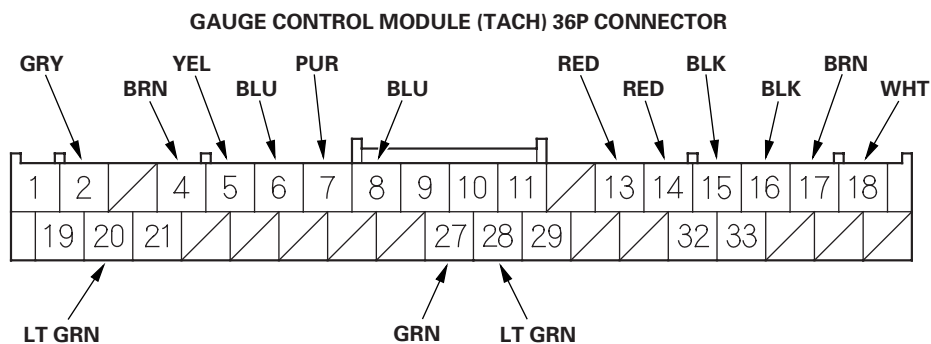 GAUGE CONTROL MODULE (TACH) 36P CONNECTOR
GRY YEL PUR RED BLK BRN
BRN BLU BLU RED BLK WHT
1 2 4 5 6 7 8 9 10 11 13 14 15 16 17 18
19 20 21 27 28 29 32 33
LT GRN GRN LT GRN